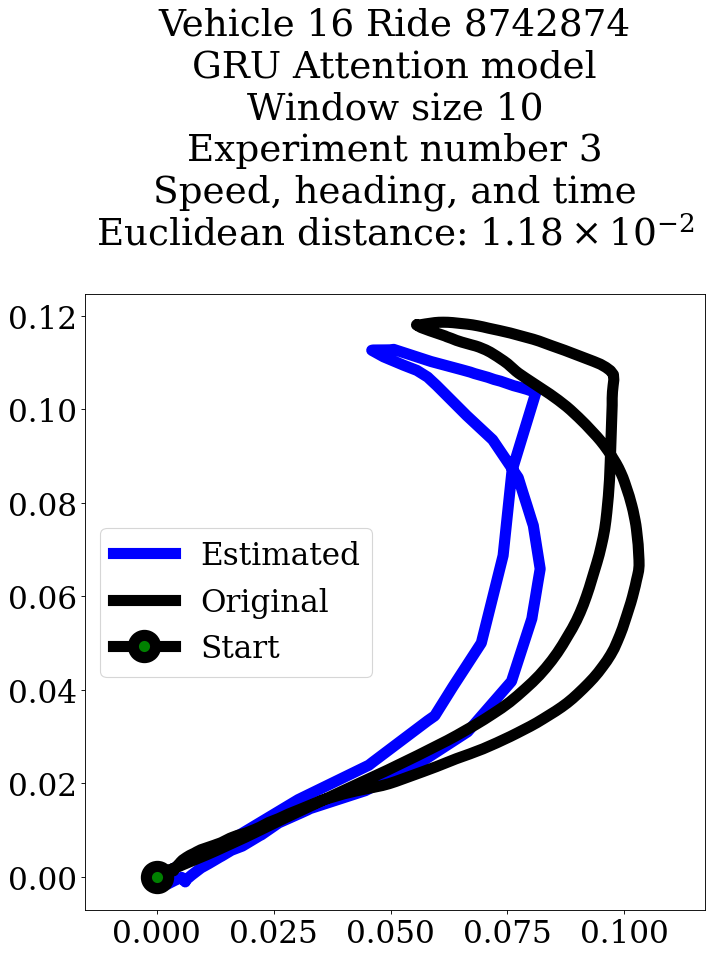 Vehicle 16 Ride 8742874
GRU Attention model
Window size 10
Experiment number 3
Speed, heading, and time
Euclidean distance: 1.18 × 10⁻²
0.12
0.10
0.08
0.06
0.04
0.02
0.00
Estimated
Original
Start
0.000 0.025 0.050 0.075 0.100